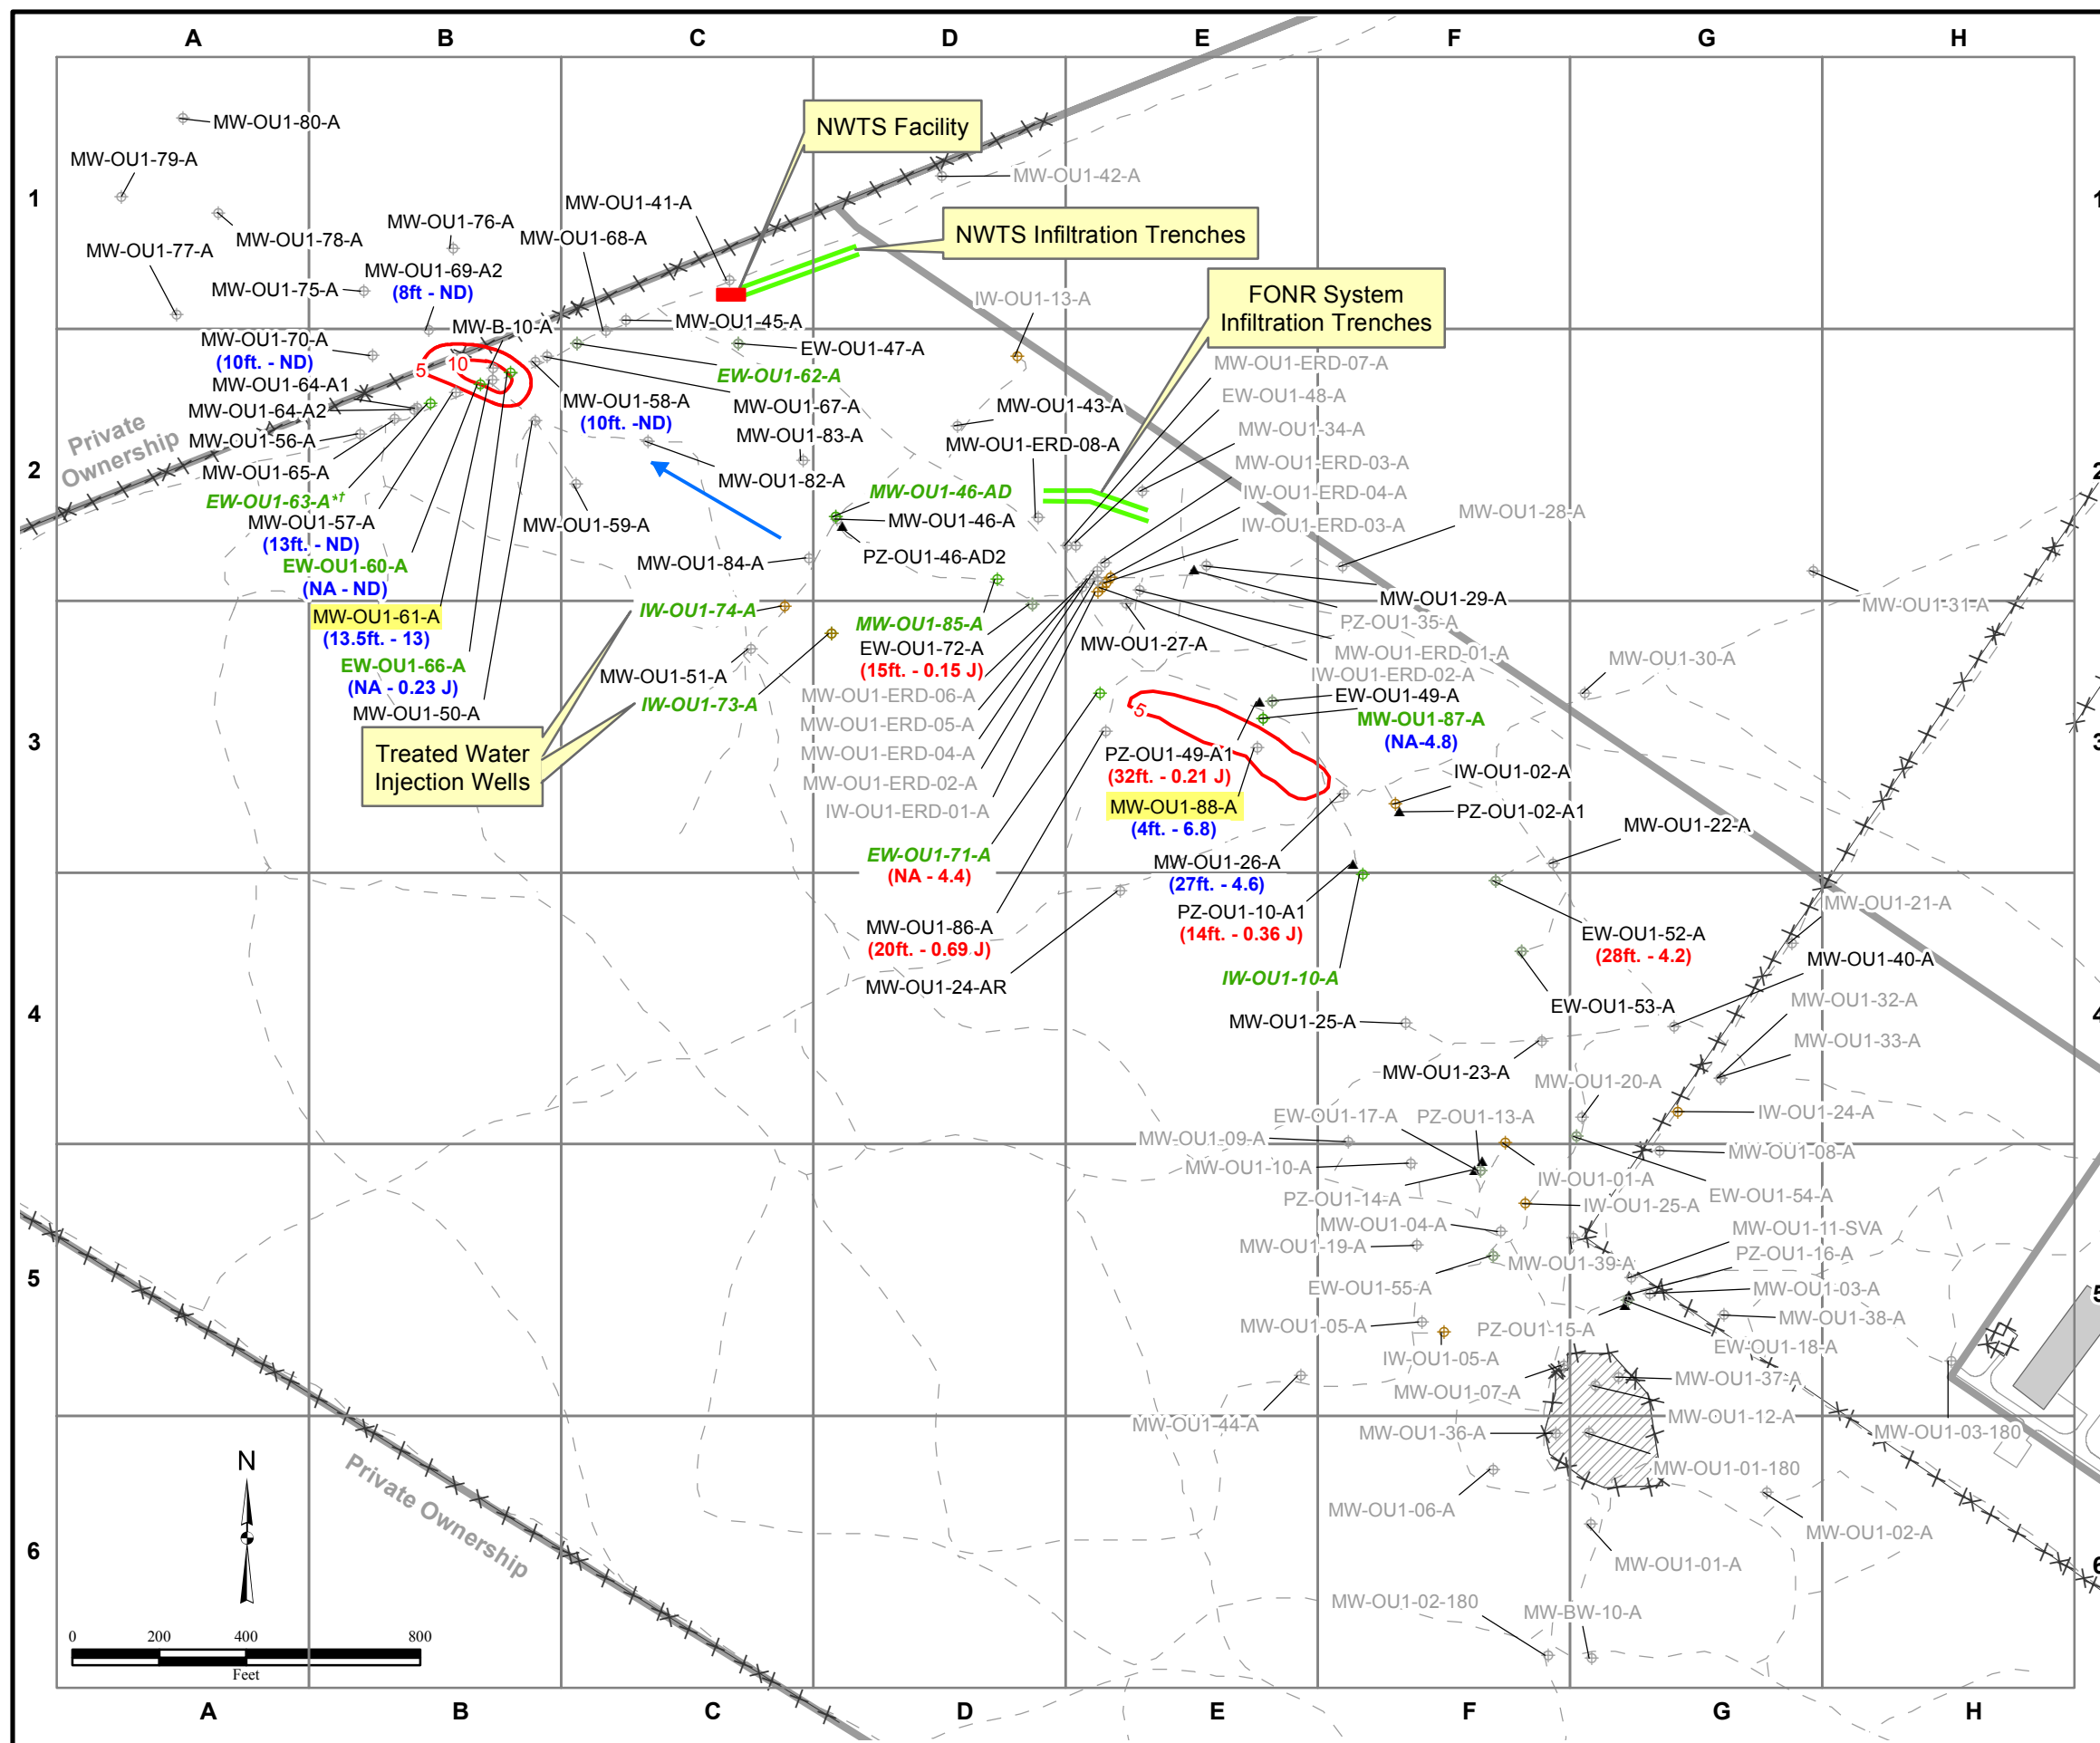 A B C D E F G H
NWTS Facility
MW-OU1-80-A
MW-OU1-79-A
MW-OU1-42-A
1
1
MW-OU1-41-A
MW-OU1-76-A
MW-OU1-78-A
MW-OU1-68-A
NWTS Infiltration Trenches
MW-OU1-77-A
MW-OU1-69-A2
(8ft - ND)
MW-OU1-75-A
FONR System
Infiltration Trenches
IW-OU1-13-A
MW-B-10-A
MW-OU1-45-A
MW-OU1-70-A
(10ft. - ND)
EW-OU1-47-A
5
10
MW-OU1-ERD-07-A
EW-OU1-62-A
MW-OU1-64-A1
EW-OU1-48-A
MW-OU1-58-A
(10ft. -ND)
MW-OU1-67-A
MW-OU1-43-A
MW-OU1-64-A2
MW-OU1-34-A
Private
Ownership
MW-OU1-56-A
MW-OU1-83-A
MW-OU1-ERD-08-A
MW-OU1-ERD-03-A
2
2
MW-OU1-65-A
MW-OU1-82-A
MW-OU1-46-AD
IW-OU1-ERD-04-A
EW-OU1-63-A*†
MW-OU1-28-A
MW-OU1-57-A
(13ft. - ND)
MW-OU1-59-A
MW-OU1-46-A
IW-OU1-ERD-03-A
PZ-OU1-46-AD2
EW-OU1-60-A
(NA - ND)
MW-OU1-84-A
MW-OU1-29-A
MW-OU1-31-A
MW-OU1-61-A
(13.5ft. - 13)
IW-OU1-74-A
MW-OU1-85-A
PZ-OU1-35-A
EW-OU1-72-A
(15ft. - 0.15 J)
MW-OU1-27-A
MW-OU1-ERD-01-A
MW-OU1-30-A
EW-OU1-66-A
(NA - 0.23 J)
MW-OU1-51-A
IW-OU1-ERD-02-A
MW-OU1-ERD-06-A
EW-OU1-49-A
MW-OU1-50-A
IW-OU1-73-A
5
MW-OU1-87-A
(NA-4.8)
MW-OU1-ERD-05-A
3
3
Treated Water
Injection Wells
MW-OU1-ERD-04-A
PZ-OU1-49-A1
(32ft. - 0.21 J)
IW-OU1-02-A
MW-OU1-ERD-02-A
MW-OU1-88-A
(4ft. - 6.8)
IW-OU1-ERD-01-A
PZ-OU1-02-A1
MW-OU1-22-A
EW-OU1-71-A
(NA - 4.4)
MW-OU1-26-A
(27ft. - 4.6)
MW-OU1-21-A
PZ-OU1-10-A1
(14ft. - 0.36 J)
MW-OU1-86-A
(20ft. - 0.69 J)
EW-OU1-52-A
(28ft. - 4.2)
MW-OU1-40-A
IW-OU1-10-A
MW-OU1-24-AR
MW-OU1-32-A
EW-OU1-53-A
4
4
MW-OU1-25-A
MW-OU1-33-A
MW-OU1-23-A
MW-OU1-20-A
EW-OU1-17-A
PZ-OU1-13-A
IW-OU1-24-A
MW-OU1-09-A
MW-OU1-08-A
MW-OU1-10-A
IW-OU1-01-A
PZ-OU1-14-A
EW-OU1-54-A
IW-OU1-25-A
MW-OU1-04-A
MW-OU1-11-SVA
MW-OU1-19-A
PZ-OU1-16-A
MW-OU1-39-A
5
5
EW-OU1-55-A
MW-OU1-03-A
MW-OU1-38-A
MW-OU1-05-A
PZ-OU1-15-A
EW-OU1-18-A
IW-OU1-05-A
MW-OU1-37-A
MW-OU1-07-A
MW-OU1-12-A
MW-OU1-44-A
MW-OU1-36-A
MW-OU1-03-180
N
Private Ownership
MW-OU1-01-180
MW-OU1-06-A
MW-OU1-02-A
6
6
MW-OU1-01-A
MW-OU1-02-180
MW-BW-10-A
0 200 400 800
Feet
A B C D E F G H